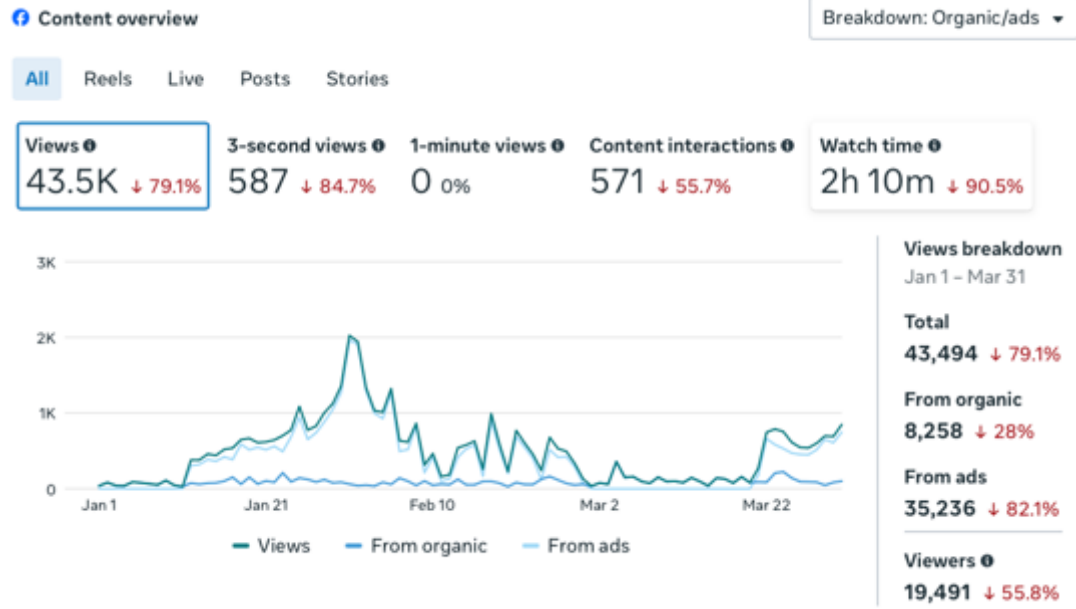 Content overview
Breakdown: Organic/ads
All Reels Live Posts Stories
Views 3-second views 1-minute views Content interactions Watch time
43.5K ↓ 79.1% 587 ↓ 84.7% 0 0% 571 ↓ 55.7% 2h 10m ↓ 90.5%
3K
2K
1K
0
Jan 1 Jan 21 Feb 10 Mar 2 Mar 22
Views From organic From ads
Views breakdown
Jan 1 – Mar 31
Total
43,494 ↓ 79.1%
From organic
8,258 ↓ 28%
From ads
35,236 ↓ 82.1%
Viewers
19,491 ↓ 55.8%